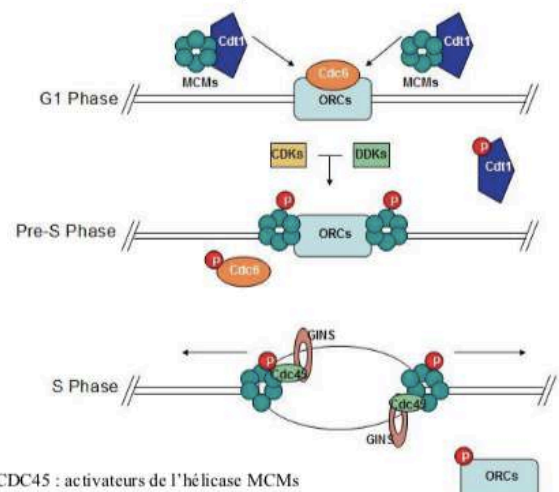 Cdt1 Cdt1
Cdc6
MCMs MCMs
G1 Phase ORCs
CDKs DDKs
P
Cdt1
P P
Pre-S Phase ORCs
P
Cdc6
GINS
P P
Cdc45
S Phase Cdc45
GINS
P
CDC45 : activateurs de l'hélicase MCMs
ORCs